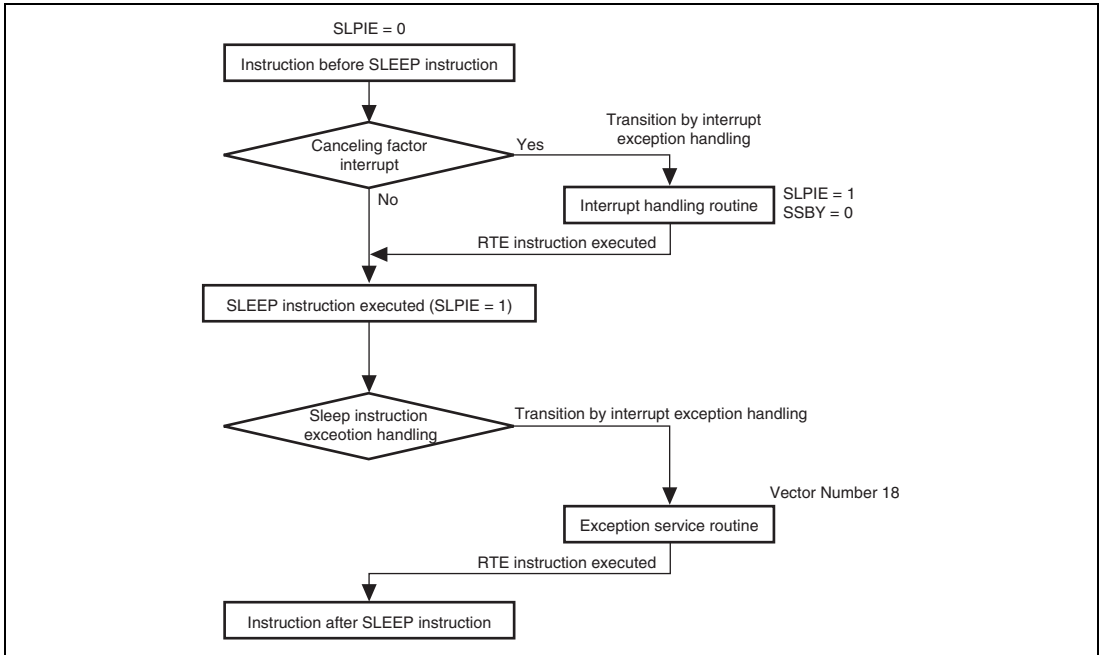 SLPIE = 0
Instruction before SLEEP instruction
Canceling factor
interrupt
Yes
No
Transition by interrupt
exception handling
Interrupt handling routine
SLPIE = 1
SSBY = 0
RTE instruction executed
SLEEP instruction executed (SLPIE = 1)
Sleep instruction
exceotion handling
Transition by interrupt exception handling
Vector Number 18
Exception service routine
RTE instruction executed
Instruction after SLEEP instruction